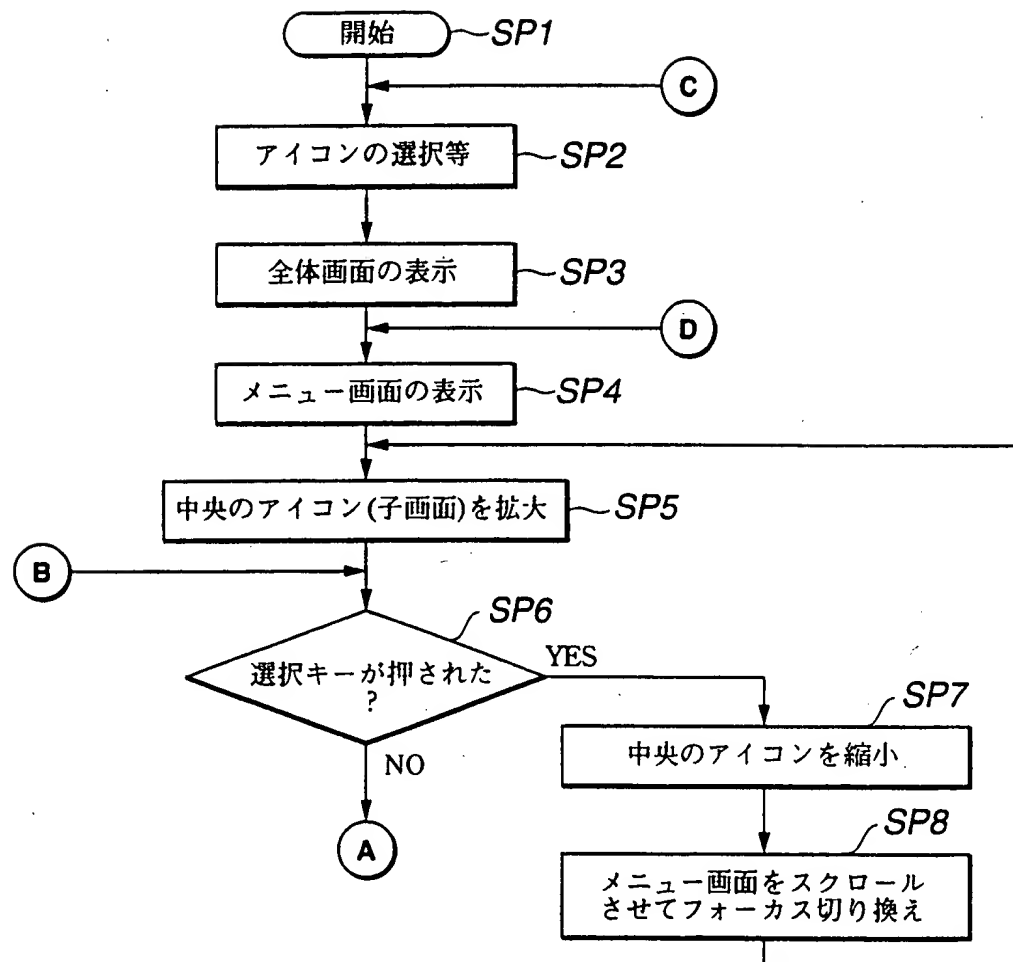 開始
SP1
C
アイコンの選択等
SP2
全体画面の表示
SP3
D
メニュー画面の表示
SP4
中央のアイコン(子画面)を拡大
SP5
B
SP6
選択キーが押された
?
YES
NO
A
SP7
中央のアイコンを縮小
SP8
メニュー画面をスクロール
させてフォーカス切り換え